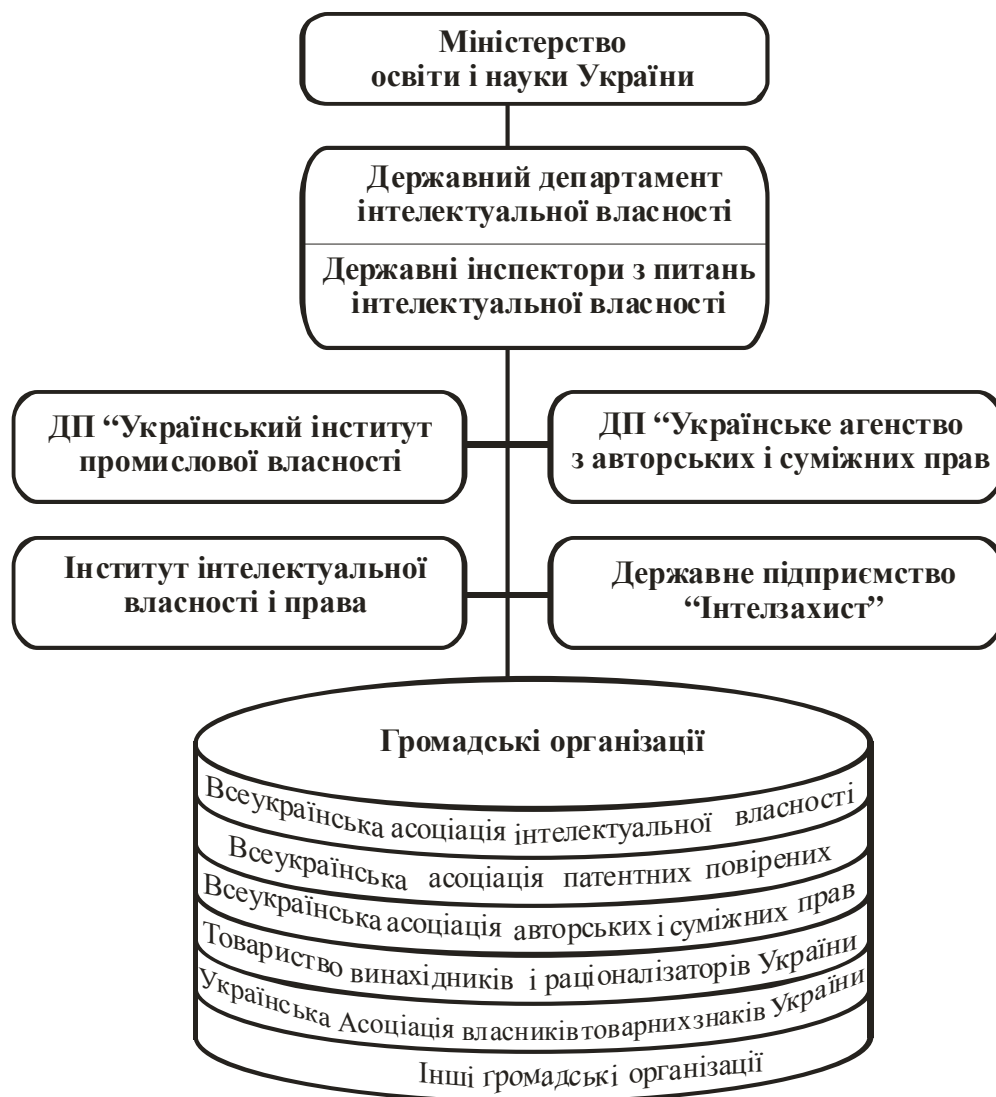 Міністерство
освіти і науки України
Державний департамент
інтелектуальної власності
Державні інспектори з питань
інтелектуальної власності
ДП “Український інститут
промислової власності
ДП “Українське агенство
з авторських і суміжних прав
Інститут інтелектуальної
власності і права
Державне підприємство
“Інтелзахист”
Громадські організації
Всеукраїнська асоціація інтелектуальної власності
Всеукраїнська асоціація патентних повірених
Всеукраїнська асоціація авторських і суміжних прав
Товариство винахідників і раціоналізаторів України
Українська Асоціація власників товарних знаків України
Інші громадські організації